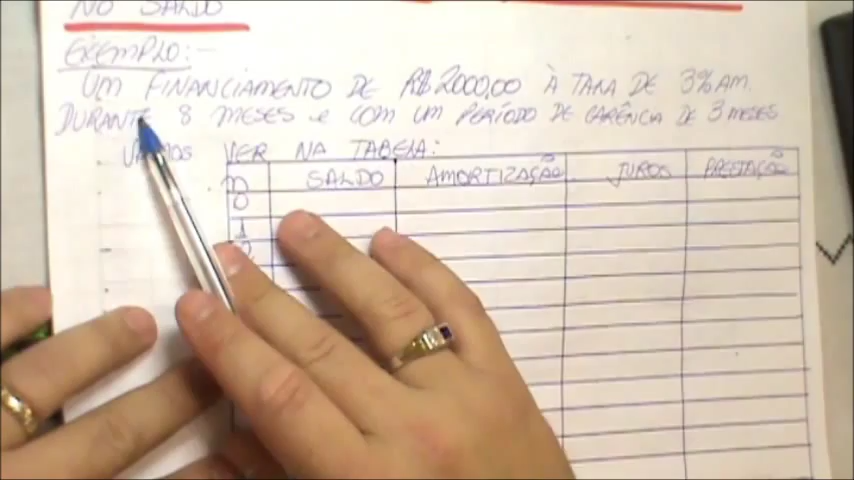 NO SALDO
EXEMPLO:-
UM FINANCIAMENTO DE R$ 2000,00 À TAXA DE 3% AM.
DURANTE 8 MESES e COM UM PERÍODO DE CARÊNCIA DE 3 MESES
VAMOS VER NA TABELA:
n SALDO AMORTIZAÇÃO JUROS PRESTAÇÃO
0
1
2